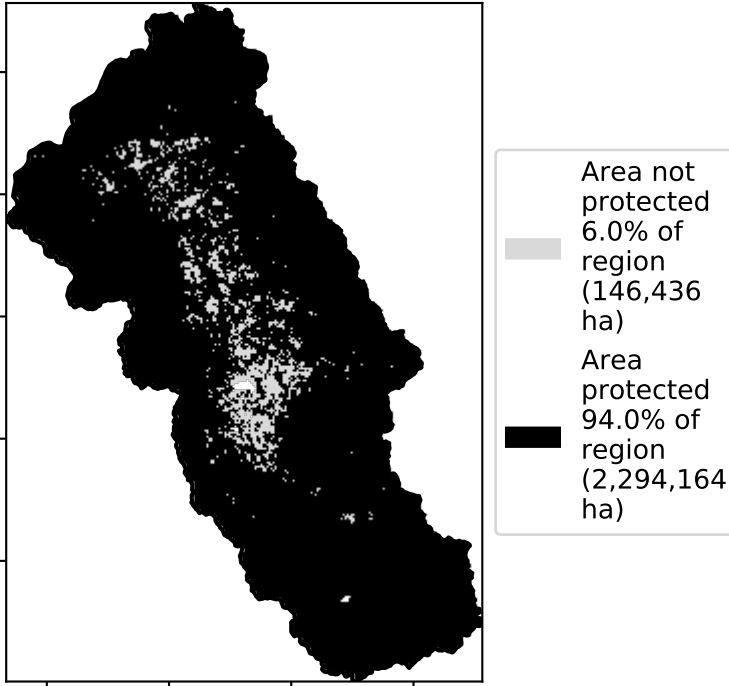 Area not
protected
6.0% of
region
(146,436
ha)
Area
protected
94.0% of
region
(2,294,164
ha)